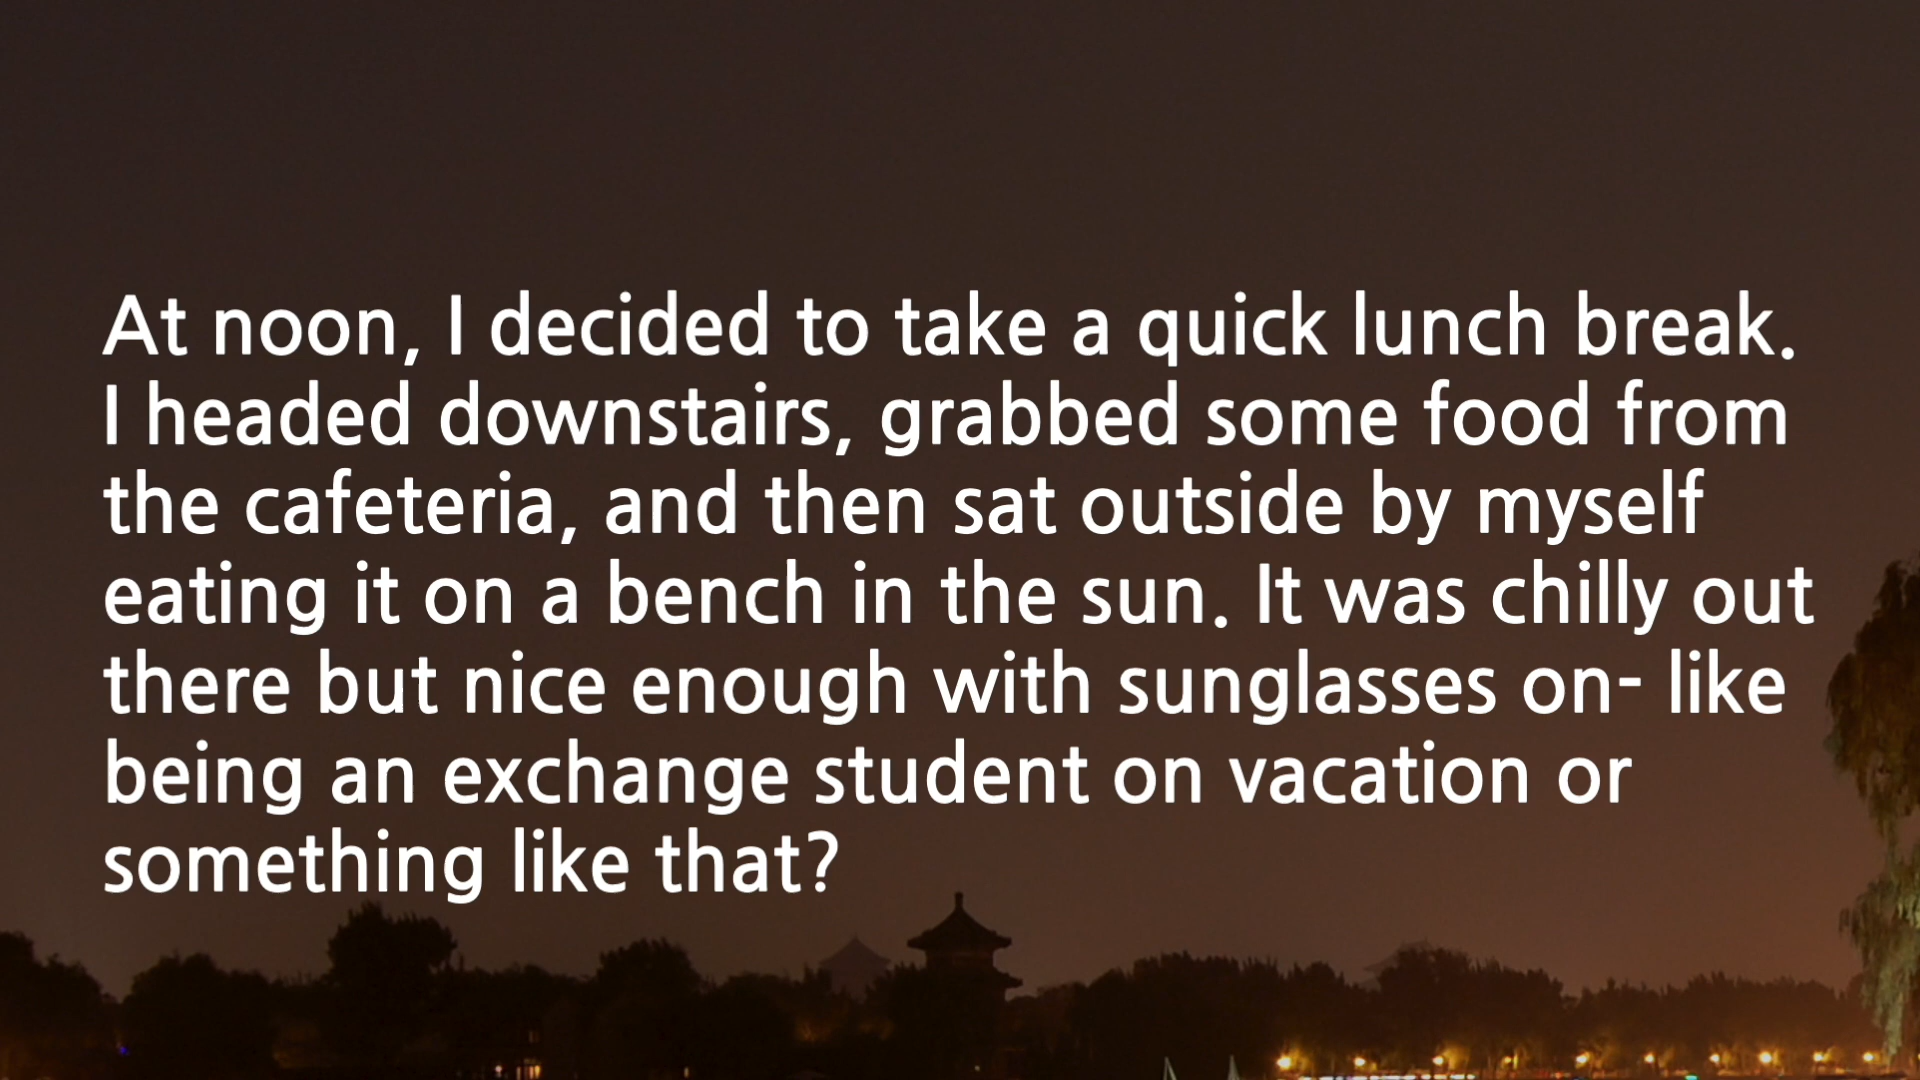 At noon, I decided to take a quick lunch break.
I headed downstairs, grabbed some food from
the cafeteria, and then sat outside by myself
eating it on a bench in the sun. It was chilly out
there but nice enough with sunglasses on- like
being an exchange student on vacation or
something like that?